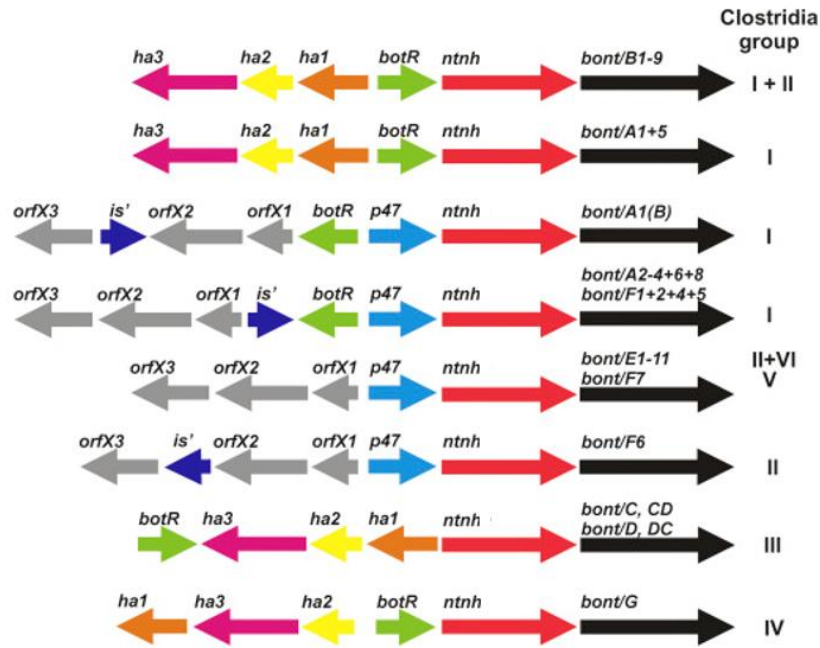 Clostridia
group
ha3 ha2 ha1 botR ntnh bont/B1-9
I + II
ha3 ha2 ha1 botR ntnh bont/A1+5
I
orfX3 is' orfX2 orfX1 botR p47 ntnh bont/A1(B)
I
bont/A2-4+6+8
orfX3 orfX2 orfX1 is' botR p47 ntnh bont/F1+2+4+5
I
bont/E1-11 II+VI
orfX3 orfX2 orfX1 p47 ntnh bont/F7 V
orfX3 is' orfX2 orfX1 p47 ntnh bont/F6
II
bont/C, CD
botR ha3 ha2 ha1 ntnh bont/D, DC
III
ha1 ha3 ha2 botR ntnh bont/G
IV